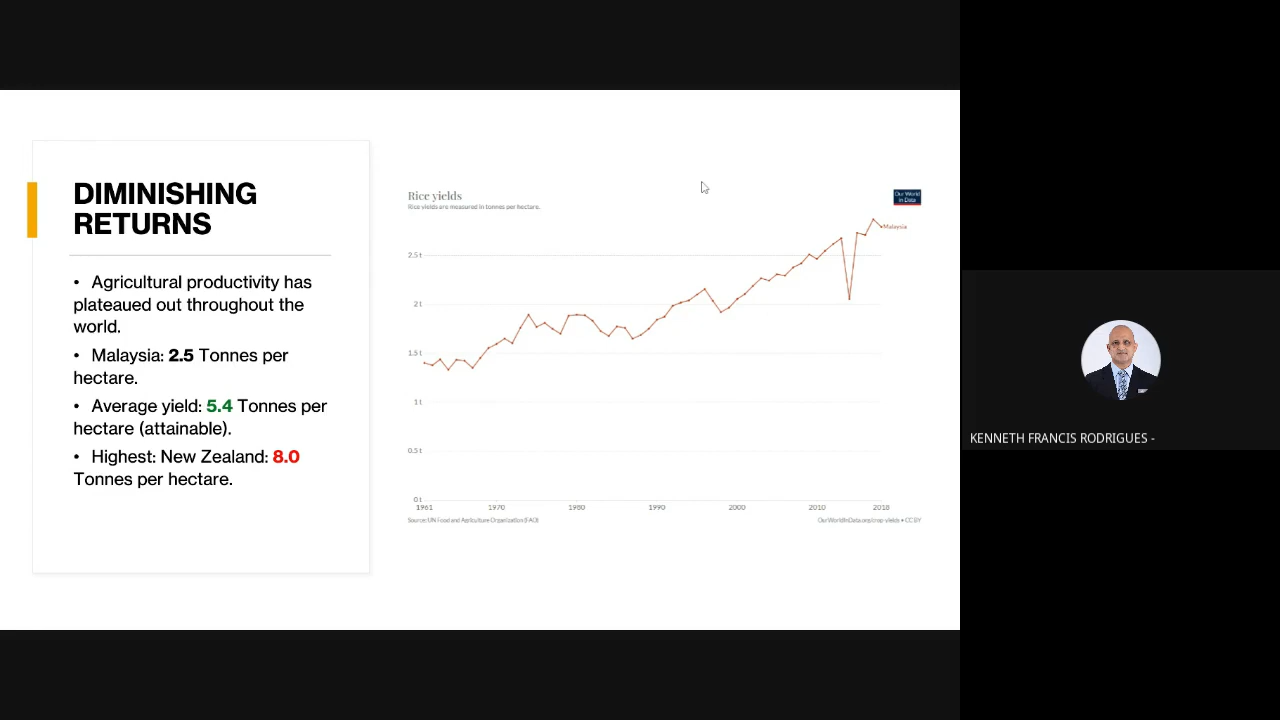 DIMINISHING
RETURNS
• Agricultural productivity has
plateaued out throughout the
world.
• Malaysia: 2.5 Tonnes per
hectare.
• Average yield: 5.4 Tonnes per
hectare (attainable).
• Highest: New Zealand: 8.0
Tonnes per hectare.
Rice yields
Rice yields are measured in tonnes per hectare.
Our World
in Data
Malaysia
2.5 t
2 t
1.5 t
1 t
0.5 t
0 t
1961 1970 1980 1990 2000 2010 2018
Source: UN Food and Agriculture Organization (FAO)
OurWorldInData.org/crop-yields • CC BY
KENNETH FRANCIS RODRIGUES -